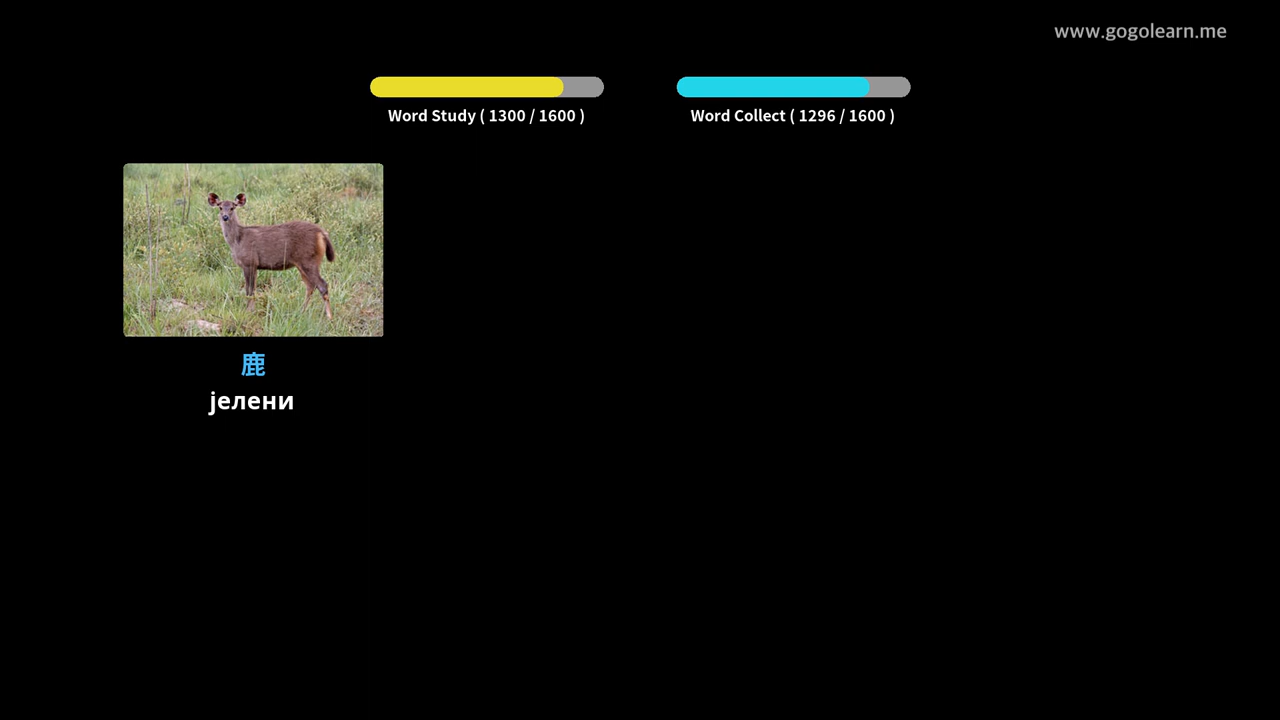 www.gogolearn.me
Word Study ( 1300 / 1600 )
Word Collect ( 1296 / 1600 )
鹿
јелени